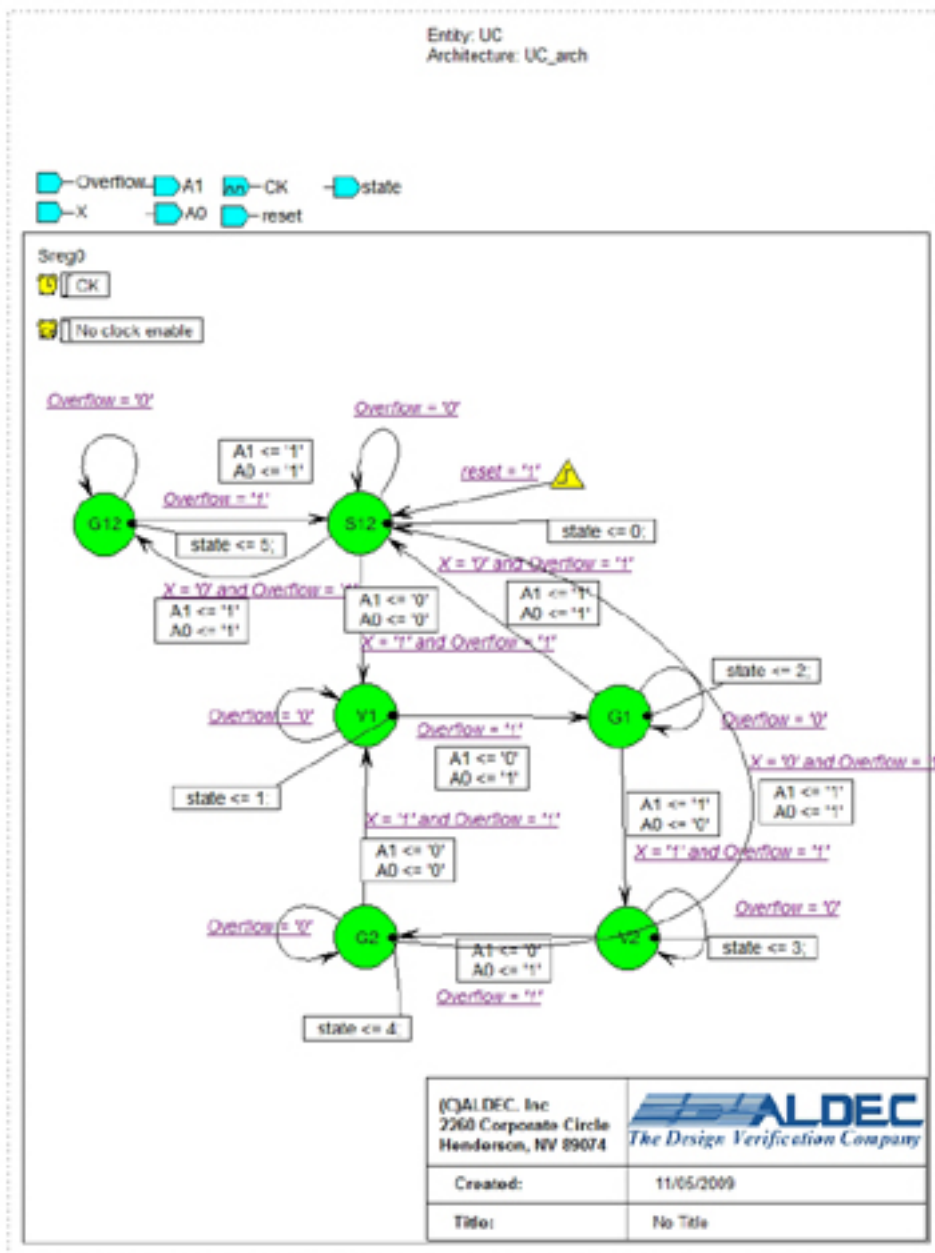 Entity: UC
Architecture: UC_arch
Overflow A1 CK state
X A0 reset
Sreg0
CK
No clock enable
Overflow = '0'
Overflow = '0'
A1 <= '1'
A0 <= '1'
reset = '1'
Overflow = '1'
G12
S12
state <= 5;
state <= 0;
X = '0' and Overflow = '1'
X = '0' and Overflow = '1'
A1 <= '1'
A0 <= '1'
A1 <= '0'
A0 <= '0'
A1 <= '1'
A0 <= '1'
X = '1' and Overflow = '1'
state <= 2;
Overflow = '0'
V1
G1
Overflow = '1'
Overflow = '0'
A1 <= '0'
A0 <= '1'
X = '0' and Overflow = '1
state <= 1;
A1 <= '1'
A0 <= '0'
A1 <= '1'
A0 <= '1'
X = '1' and Overflow = '1'
A1 <= '0'
A0 <= '0'
X = '1' and Overflow = '1'
Overflow = '0'
Overflow = '0'
G2
V2
A1 <= '0'
A0 <= '1'
state <= 3;
Overflow = '1'
state <= 4;
(C)ALDEC, Inc
2260 Corporate Circle
Henderson, NV 89074
ALDEC
The Design Verification Company
Created: 11/05/2009
Title: No Title